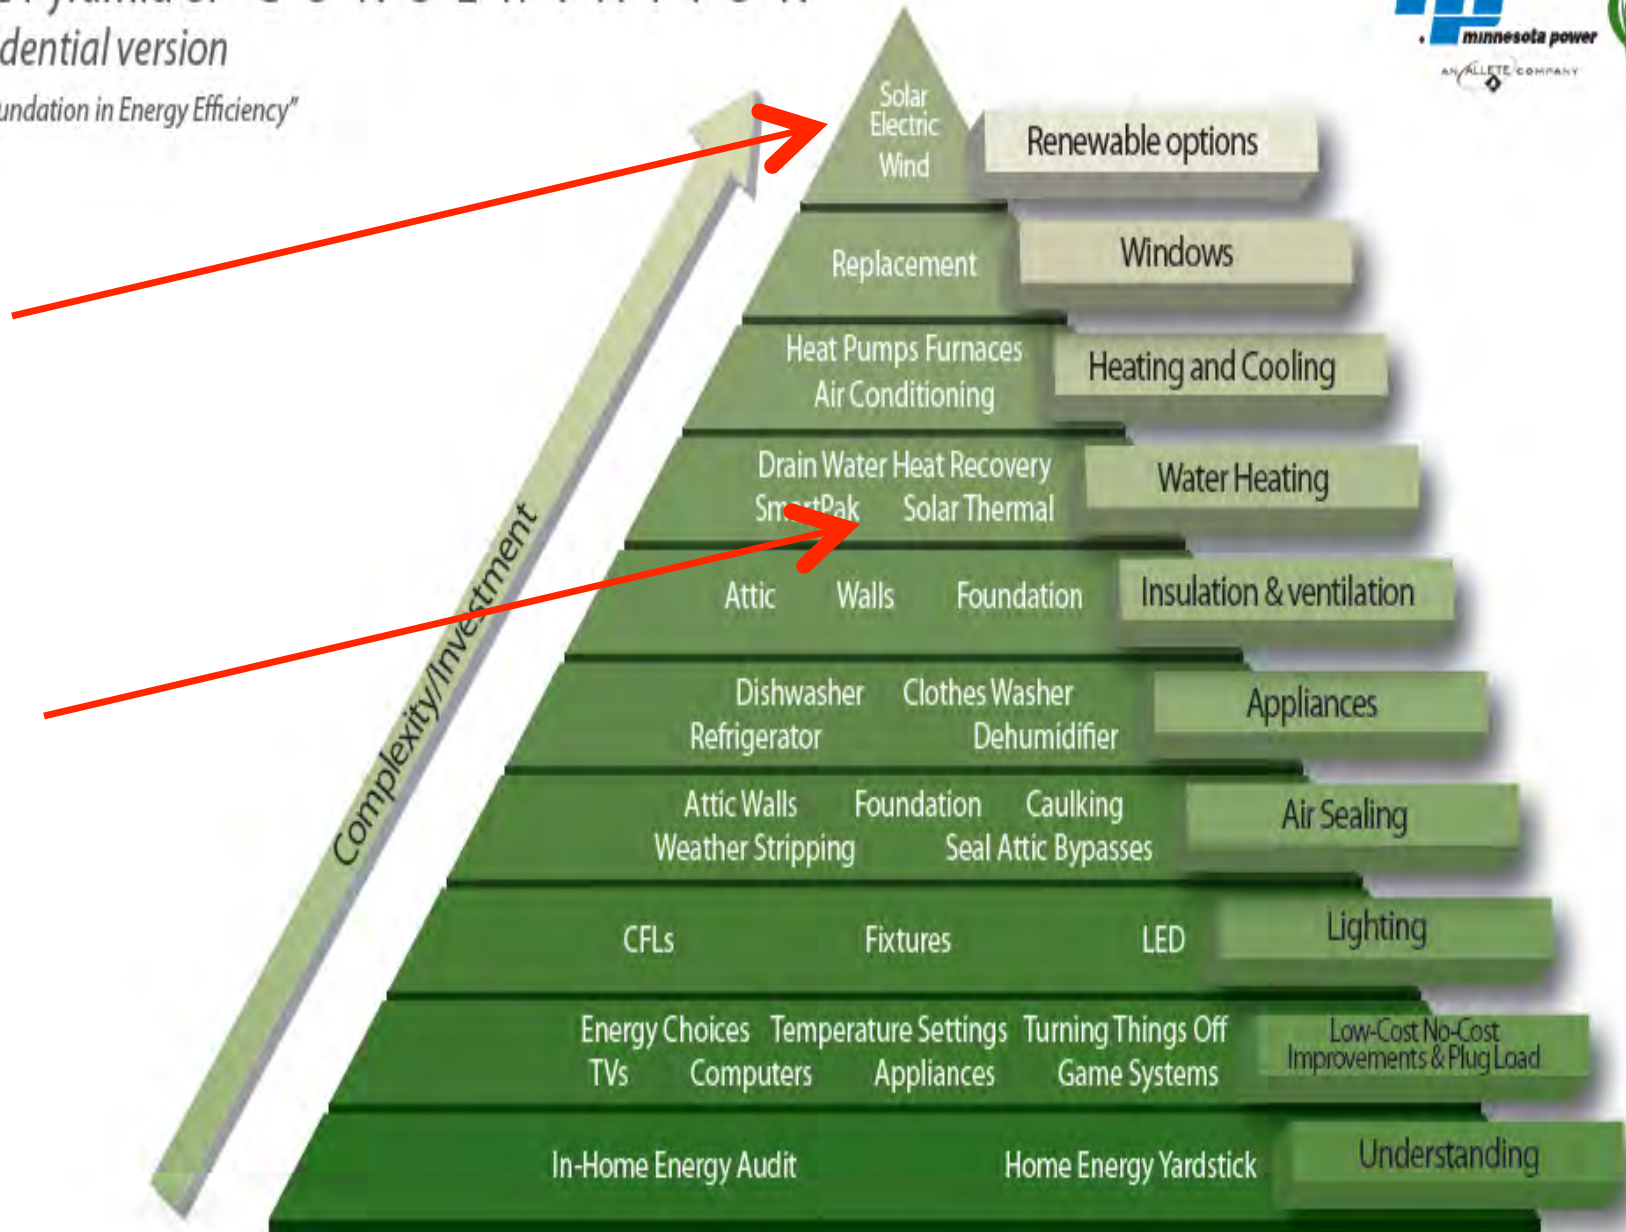 yramid of CONSERVATION
dential version
undation in Energy Efficiency"
minnesota power
AN ALLETE COMPANY
Complexity/Investment
Solar
Electric
Wind
Renewable options
Replacement
Windows
Heat Pumps Furnaces
Air Conditioning
Heating and Cooling
Drain Water Heat Recovery
SmartPak Solar Thermal
Water Heating
Attic Walls Foundation
Insulation & ventilation
Dishwasher Clothes Washer
Refrigerator Dehumidifier
Appliances
Attic Walls Foundation Caulking
Weather Stripping Seal Attic Bypasses
Air Sealing
CFLs Fixtures LED
Lighting
Energy Choices Temperature Settings Turning Things Off
TVs Computers Appliances Game Systems
Low-Cost No-Cost
Improvements & Plug Load
In-Home Energy Audit Home Energy Yardstick
Understanding